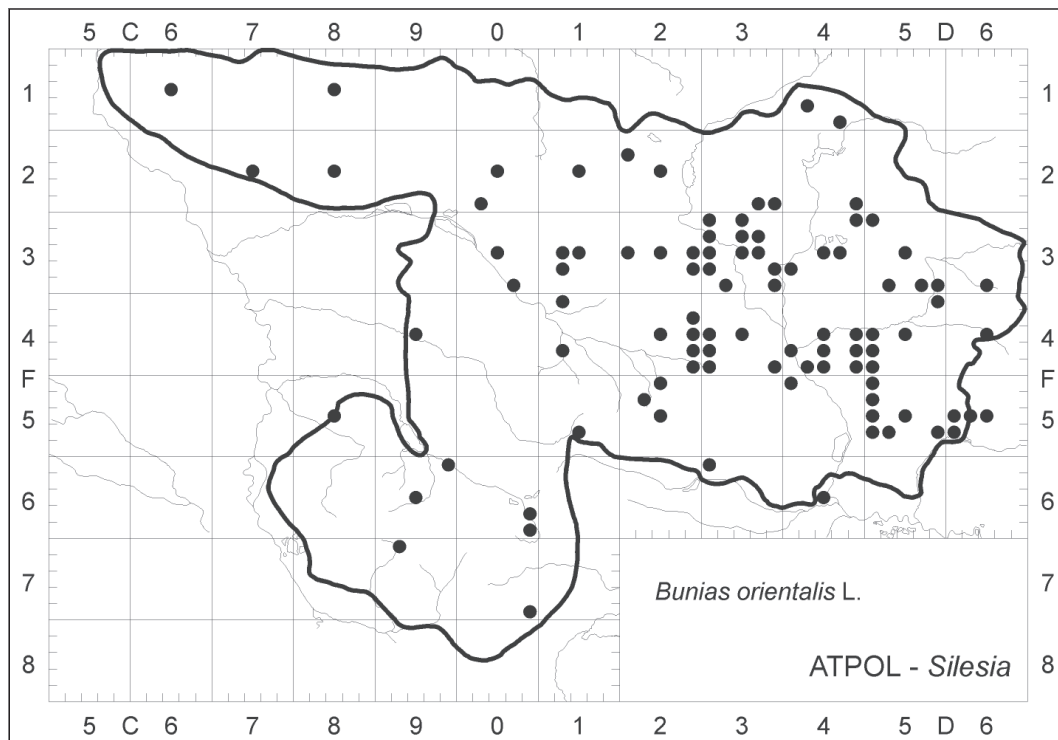 5 C 6 7 8 9 0 1 2 3 4 5 D 6
1 1
2 2
3 3
4 4
F F
5 5
6 6
7 Bunias orientalis L. 7
8 ATPOL - Silesia 8
5 C 6 7 8 9 0 1 2 3 4 5 D 6